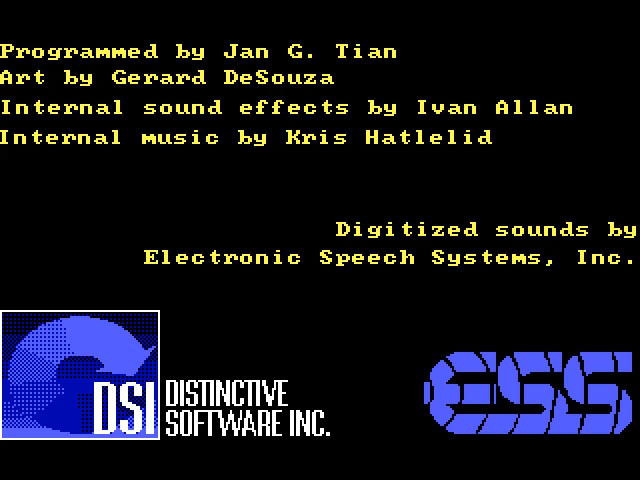 Programmed by Jan G. Tian
Art by Gerard DeSouza
Internal sound effects by Ivan Allan
Internal music by Kris Hatlelid
Digitized sounds by
Electronic Speech Systems, Inc.
DSI
DISTINCTIVE
SOFTWARE INC.
ESS